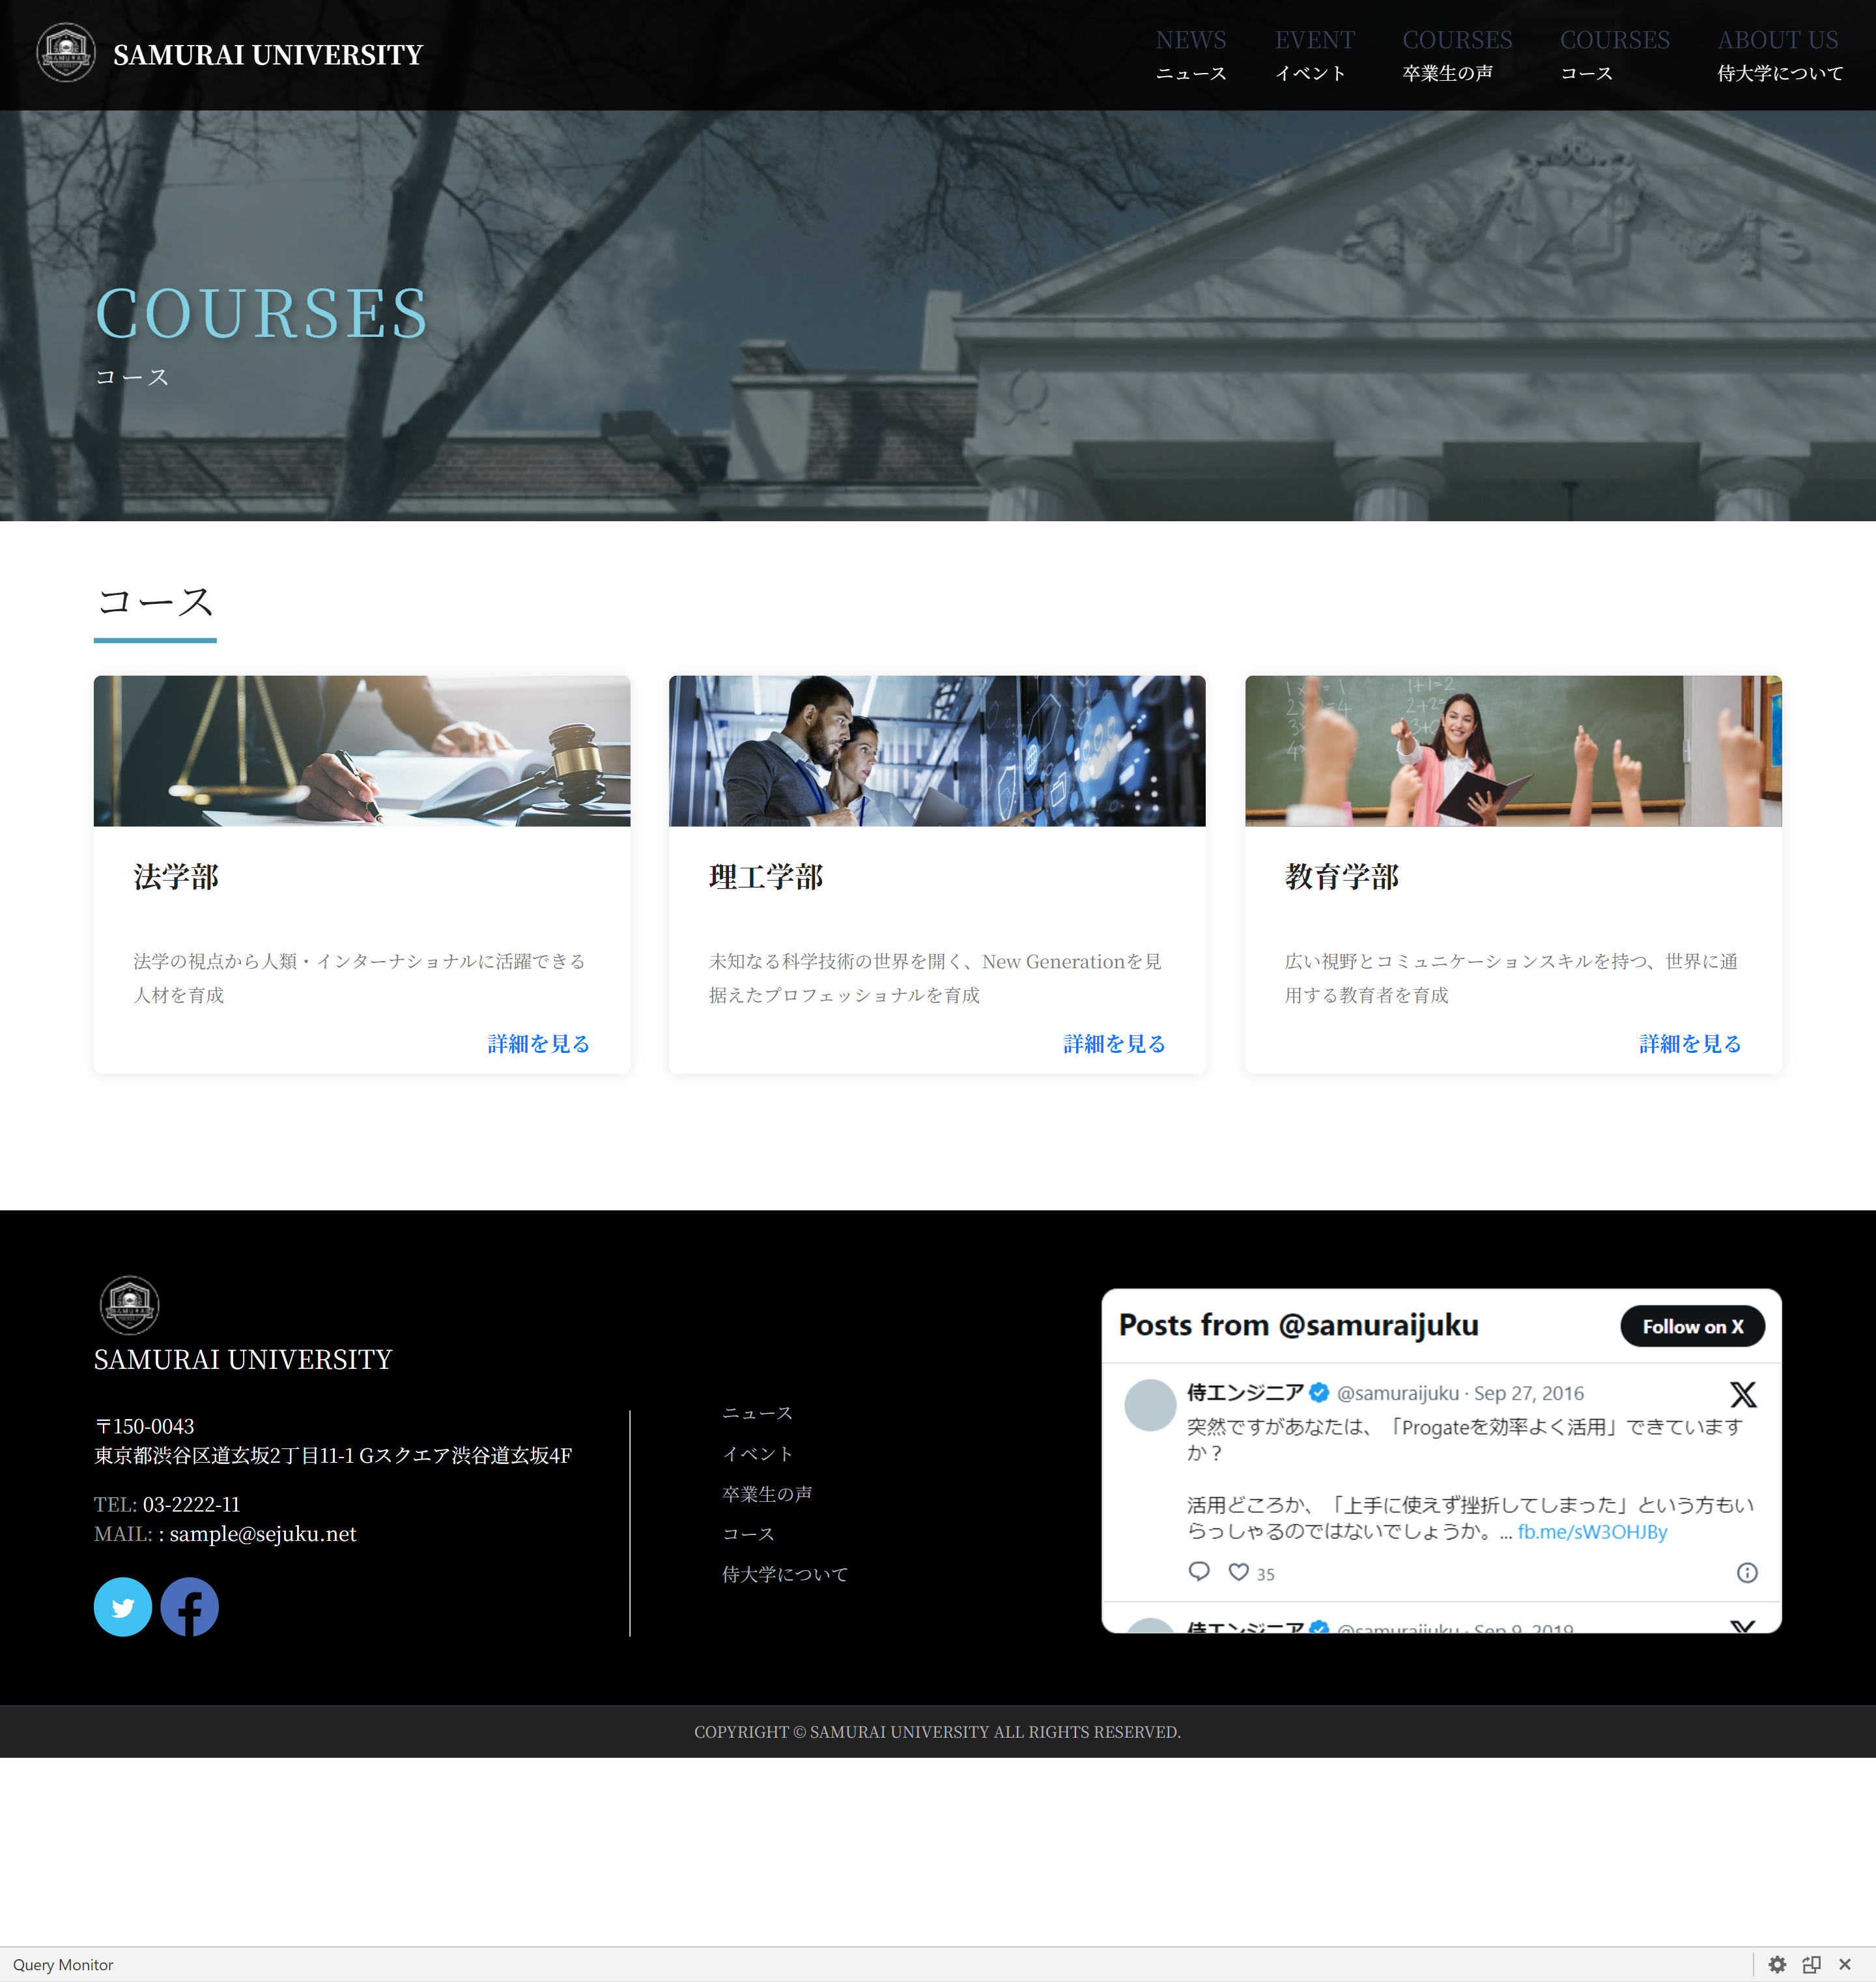 SAMURAI UNIVERSITY
NEWS
ニュース
EVENT
イベント
COURSES
卒業生の声
COURSES
コース
ABOUT US
侍大学について
COURSES
コース
コース
法学部
法学の視点から人類・インターナショナルに活躍できる
人材を育成
詳細を見る
理工学部
未知なる科学技術の世界を開く、New Generationを見
据えたプロフェッショナルを育成
詳細を見る
教育学部
広い視野とコミュニケーションスキルを持つ、世界に通
用する教育者を育成
詳細を見る
SAMURAI UNIVERSITY
〒150-0043
東京都渋谷区道玄坂2丁目11-1 Gスクエア渋谷道玄坂4F
TEL: 03-2222-11
MAIL: : sample@sejuku.net
ニュース
イベント
卒業生の声
コース
侍大学について
Posts from @samuraijuku
Follow on X
侍エンジニア @samuraijuku · Sep 27, 2016
突然ですがあなたは、「Progateを効率よく活用」できています
か？
活用どころか、「上手に使えず挫折してしまった」という方もい
らっしゃるのではないでしょうか。... fb.me/sW3OHJBy
35
侍エンジニア @samuraijuku · Sep 9, 2019
COPYRIGHT © SAMURAI UNIVERSITY ALL RIGHTS RESERVED.
Query Monitor